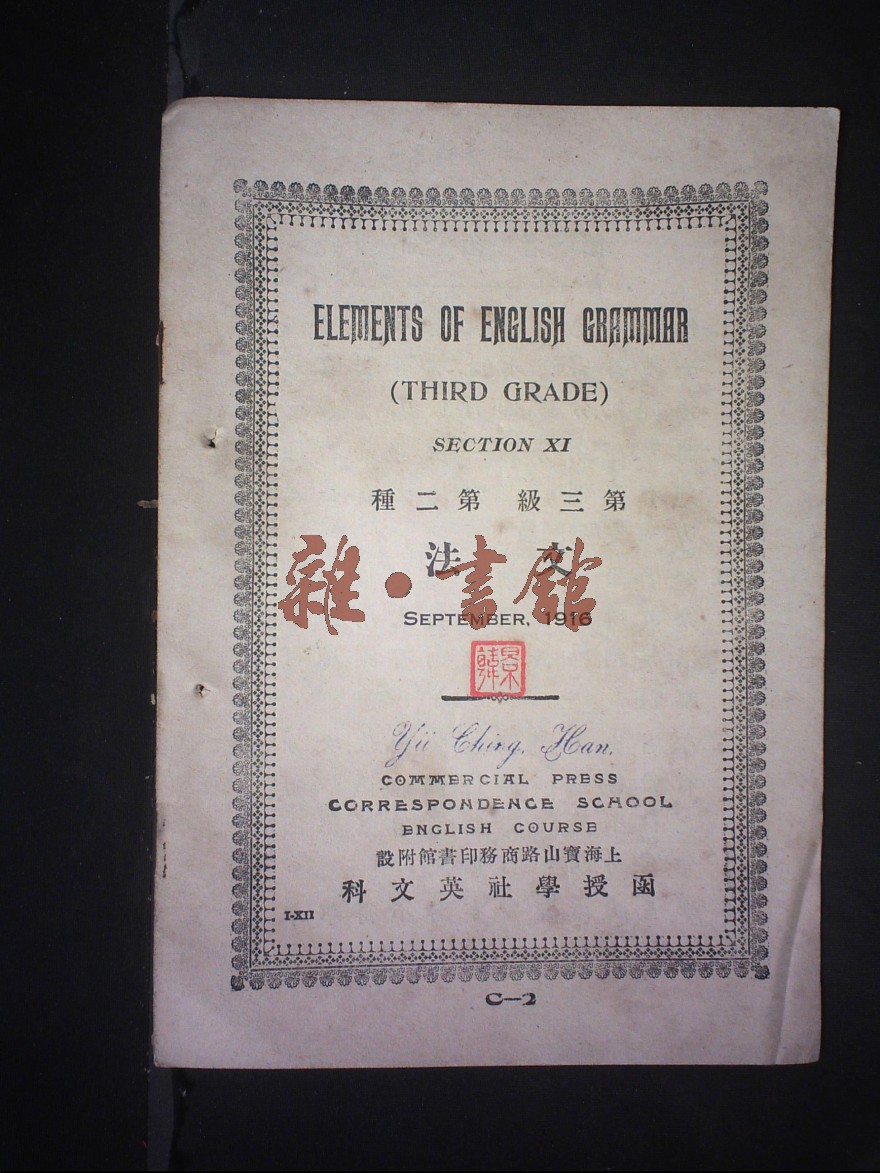 ELEMENTS OF ENGLISH GRAMMAR
(THIRD GRADE)
SECTION XI
第三級 第二種
文法
雜·書館
SEPTEMBER, 1916
Yü Ching Han.
COMMERCIAL PRESS
CORRESPONDENCE SCHOOL
ENGLISH COURSE
上海寶山路商務印書館附設
函授學社英文科
I-XII
C—2